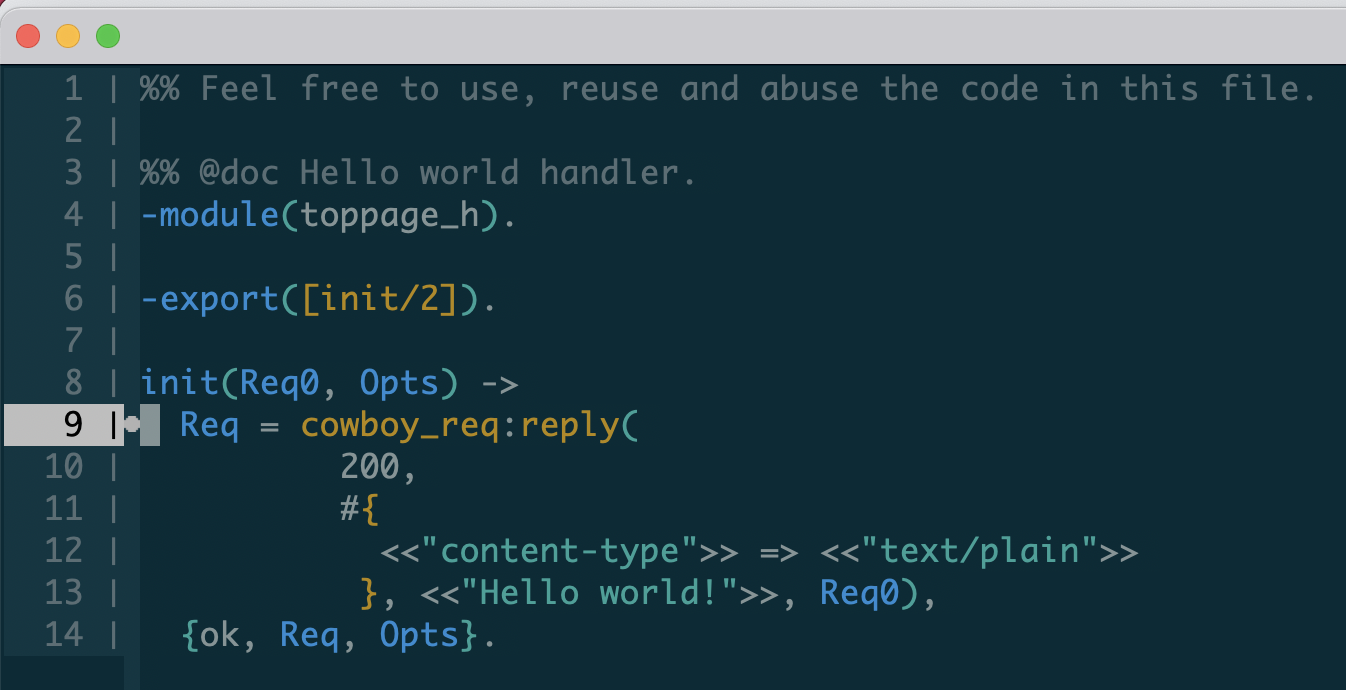 1 | %% Feel free to use, reuse and abuse the code in this file.
2 |
3 | %% @doc Hello world handler.
4 | -module(toppage_h).
5 |
6 | -export([init/2]).
7 |
8 | init(Req0, Opts) ->
9 |   Req = cowboy_req:reply(
10 |           200,
11 |           #{
12 |             <<"content-type">> => <<"text/plain">>
13 |            }, <<"Hello world!">>, Req0),
14 |   {ok, Req, Opts}.